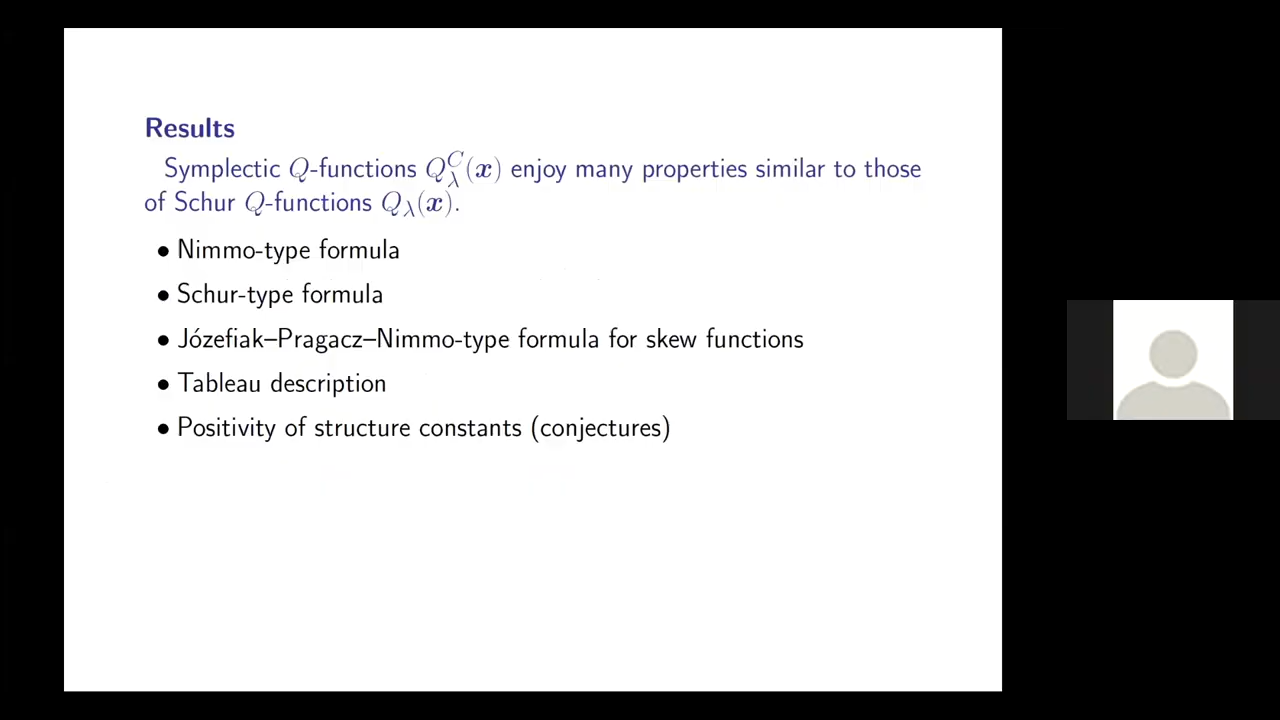 Results
Symplectic Q-functions Q^C_λ(x) enjoy many properties similar to those
of Schur Q-functions Q_λ(x).
• Nimmo-type formula
• Schur-type formula
• Józefiak–Pragacz–Nimmo-type formula for skew functions
• Tableau description
• Positivity of structure constants (conjectures)